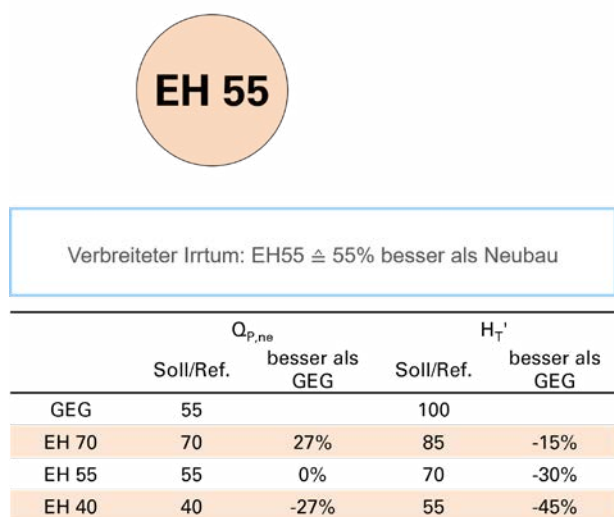 EH 55
Verbreiteter Irrtum: EH55 ≙ 55% besser als Neubau
Q_P,ne H_T'
Soll/Ref. besser als GEG Soll/Ref. besser als GEG
GEG 55 100
EH 70 70 27% 85 -15%
EH 55 55 0% 70 -30%
EH 40 40 -27% 55 -45%